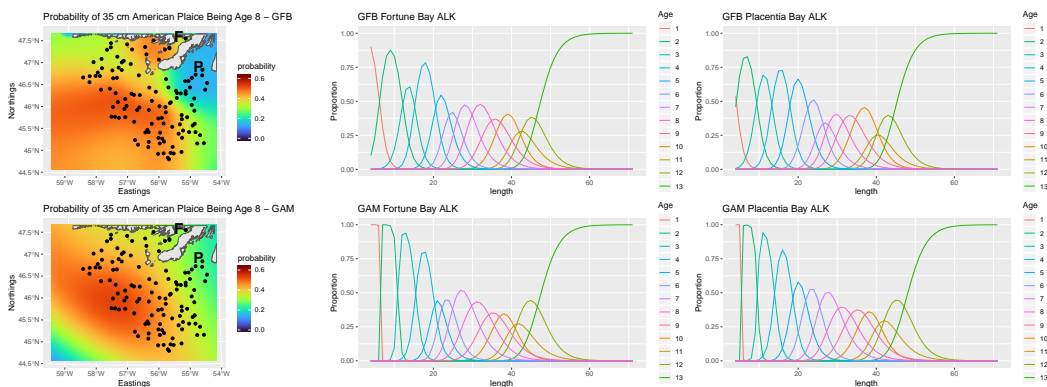 Probability of 35 cm American Plaice Being Age 8 – GFB
47.5°N
47°N
46.5°N
46°N
45.5°N
45°N
44.5°N
Northings
59°W 58°W 57°W 56°W 55°W 54°W
Eastings
F
P
probability
0.6
0.4
0.2
0.0
GFB Fortune Bay ALK
1.00
0.75
0.50
0.25
0.00
Proportion
20 40 60
length
Age
1
2
3
4
5
6
7
8
9
10
11
12
13
GFB Placentia Bay ALK
1.00
0.75
0.50
0.25
0.00
Proportion
20 40 60
length
Age
1
2
3
4
5
6
7
8
9
10
11
12
13
Probability of 35 cm American Plaice Being Age 8 – GAM
47.5°N
47°N
46.5°N
46°N
45.5°N
45°N
44.5°N
Northings
59°W 58°W 57°W 56°W 55°W 54°W
Eastings
F
P
probability
0.6
0.4
0.2
0.0
GAM Fortune Bay ALK
1.00
0.75
0.50
0.25
0.00
Proportion
20 40 60
length
Age
1
2
3
4
5
6
7
8
9
10
11
12
13
GAM Placentia Bay ALK
1.00
0.75
0.50
0.25
0.00
Proportion
20 40 60
length
Age
1
2
3
4
5
6
7
8
9
10
11
12
13